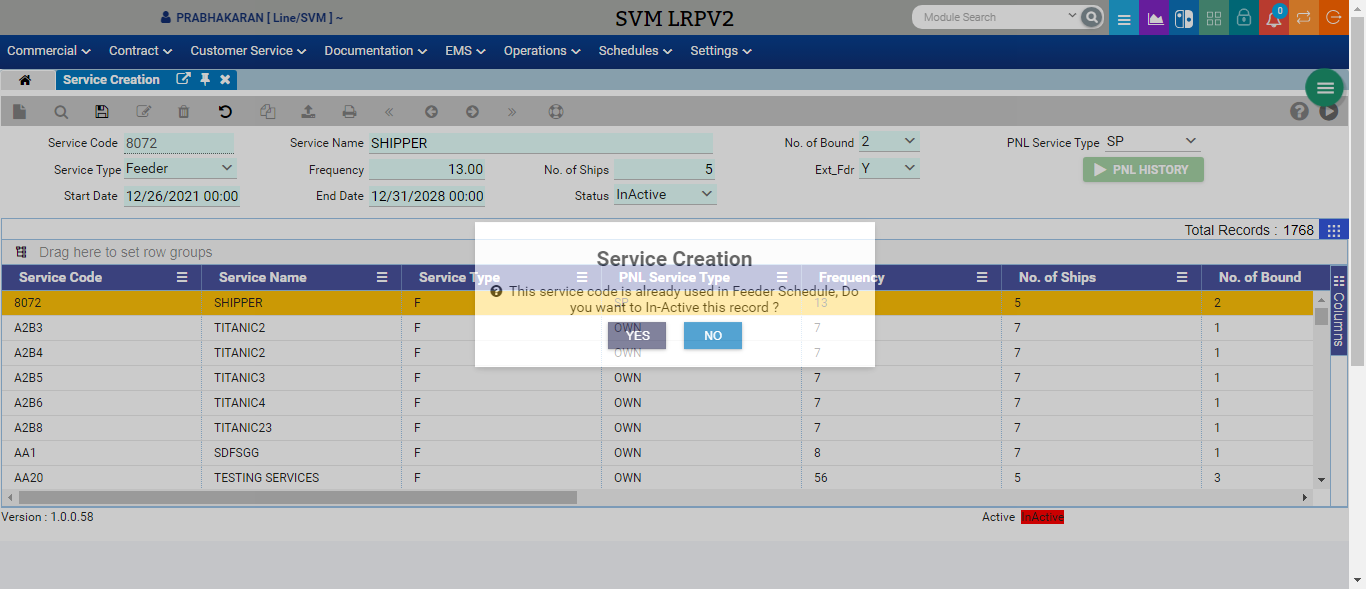 PRABHAKARAN [ Line/SVM ] ~ SVM LRPV2 Module Search 0
Commercial Contract Customer Service Documentation EMS Operations Schedules Settings
Service Creation
Service Code 8072 Service Name SHIPPER No. of Bound 2 PNL Service Type SP
Service Type Feeder Frequency 13.00 No. of Ships 5 Ext_Fdr Y PNL HISTORY
Start Date 12/26/2021 00:00 End Date 12/31/2028 00:00 Status InActive
Total Records : 1768
Drag here to set row groups
Service Code Service Name Service Type PNL Service Type Frequency No. of Ships No. of Bound
Columns
Service Creation
This service code is already used in Feeder Schedule, Do
you want to In-Active this record ?
YES NO
8072 SHIPPER F SP 13 5 2
A2B3 TITANIC2 F OWN 7 7 1
A2B4 TITANIC2 F OWN 7 7 1
A2B5 TITANIC3 F OWN 7 7 1
A2B6 TITANIC4 F OWN 7 7 1
A2B8 TITANIC23 F OWN 7 7 1
AA1 SDFSGG F OWN 8 7 1
AA20 TESTING SERVICES F OWN 56 5 3
Version : 1.0.0.58 Active InActive